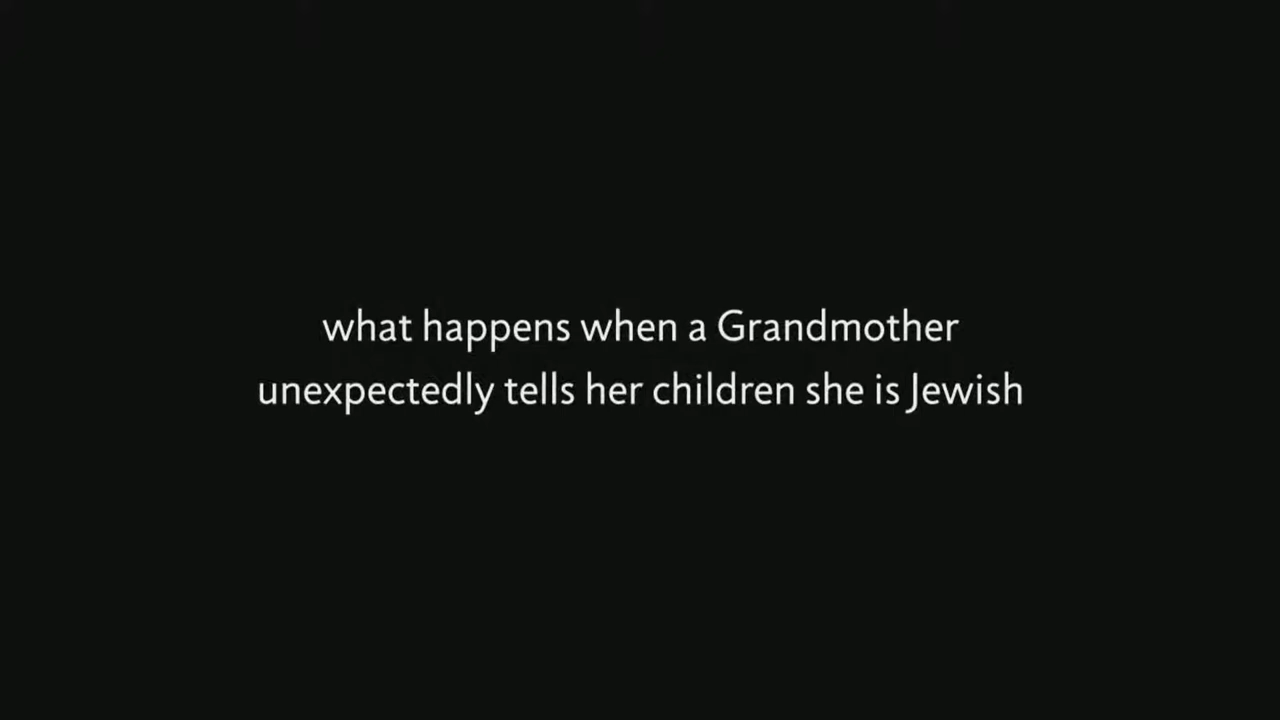 what happens when a Grandmother
unexpectedly tells her children she is Jewish